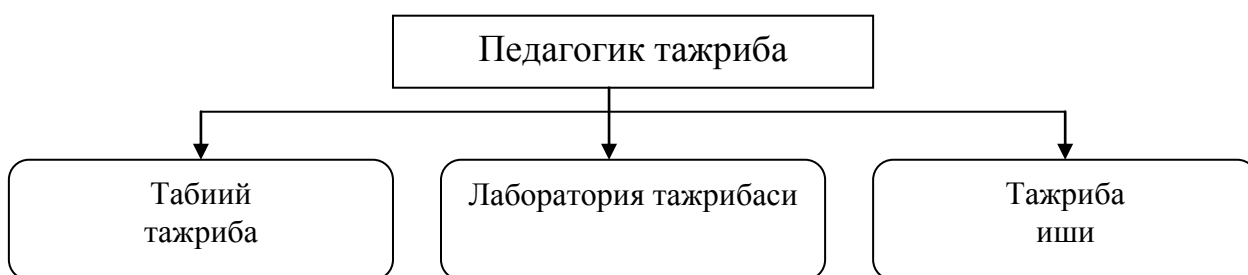 Педагогик тажриба
Табиий
тажриба
Лаборатория тажрибаси
Тажриба
иши